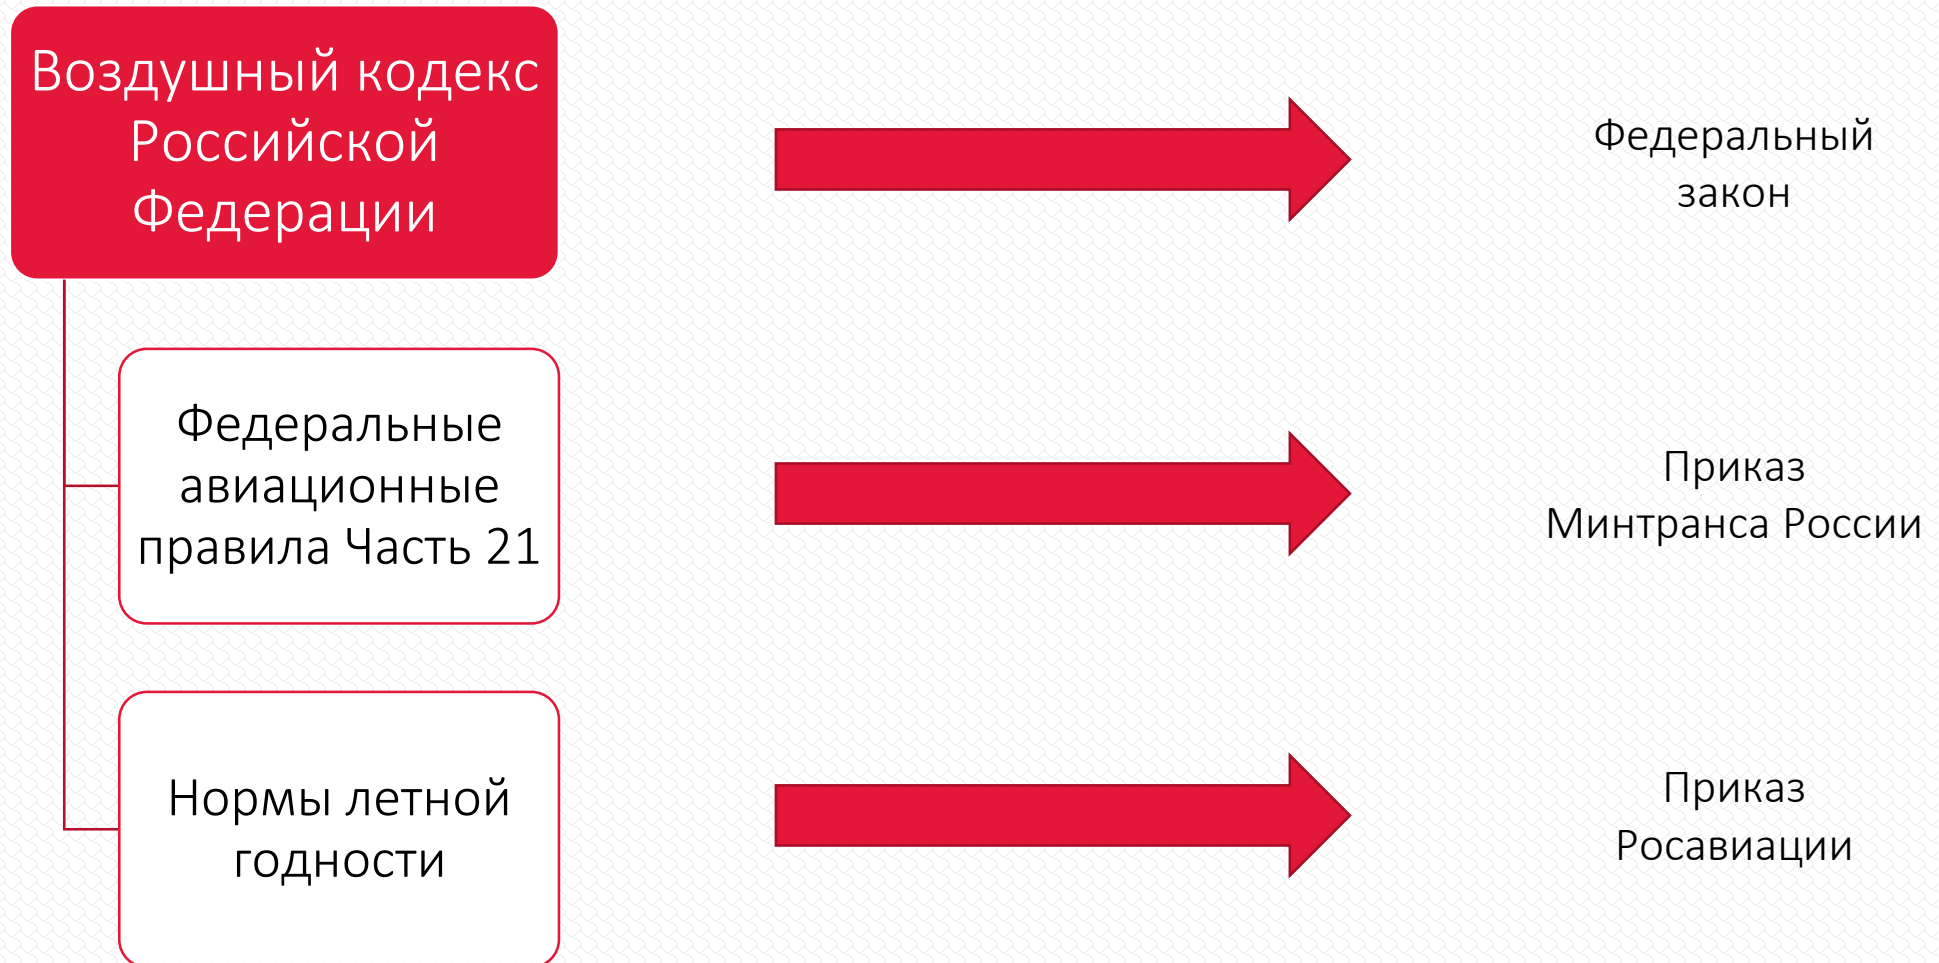 Воздушный кодекс
Российской
Федерации
Федеральный
закон
Федеральные
авиационные
правила Часть 21
Приказ
Минтранса России
Нормы летной
годности
Приказ
Росавиации